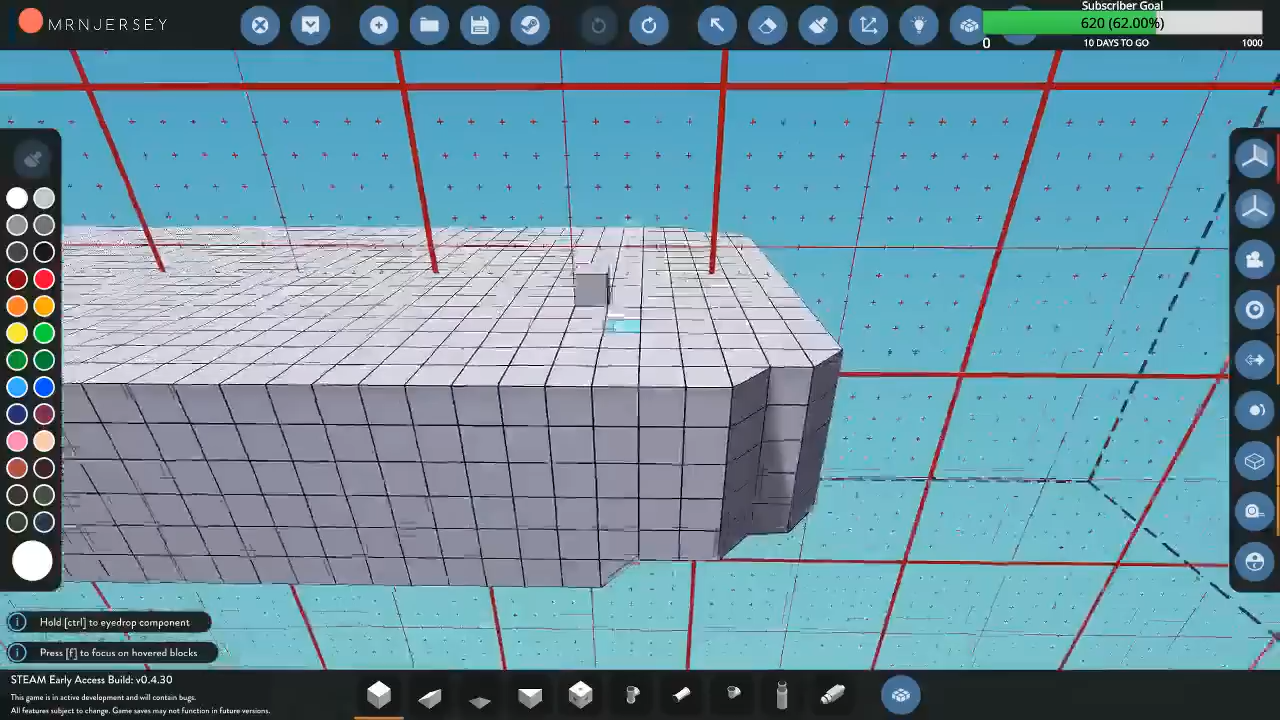 MRNJERSEY
Subscriber Goal
620 (62.00%)
0
10 DAYS TO GO
1000
Hold [ctrl] to eyedrop component
Press [f] to focus on hovered blocks
STEAM Early Access Build: v0.4.30
This game is in active development and will contain bugs.
All features subject to change. Game saves may not function in future versions.